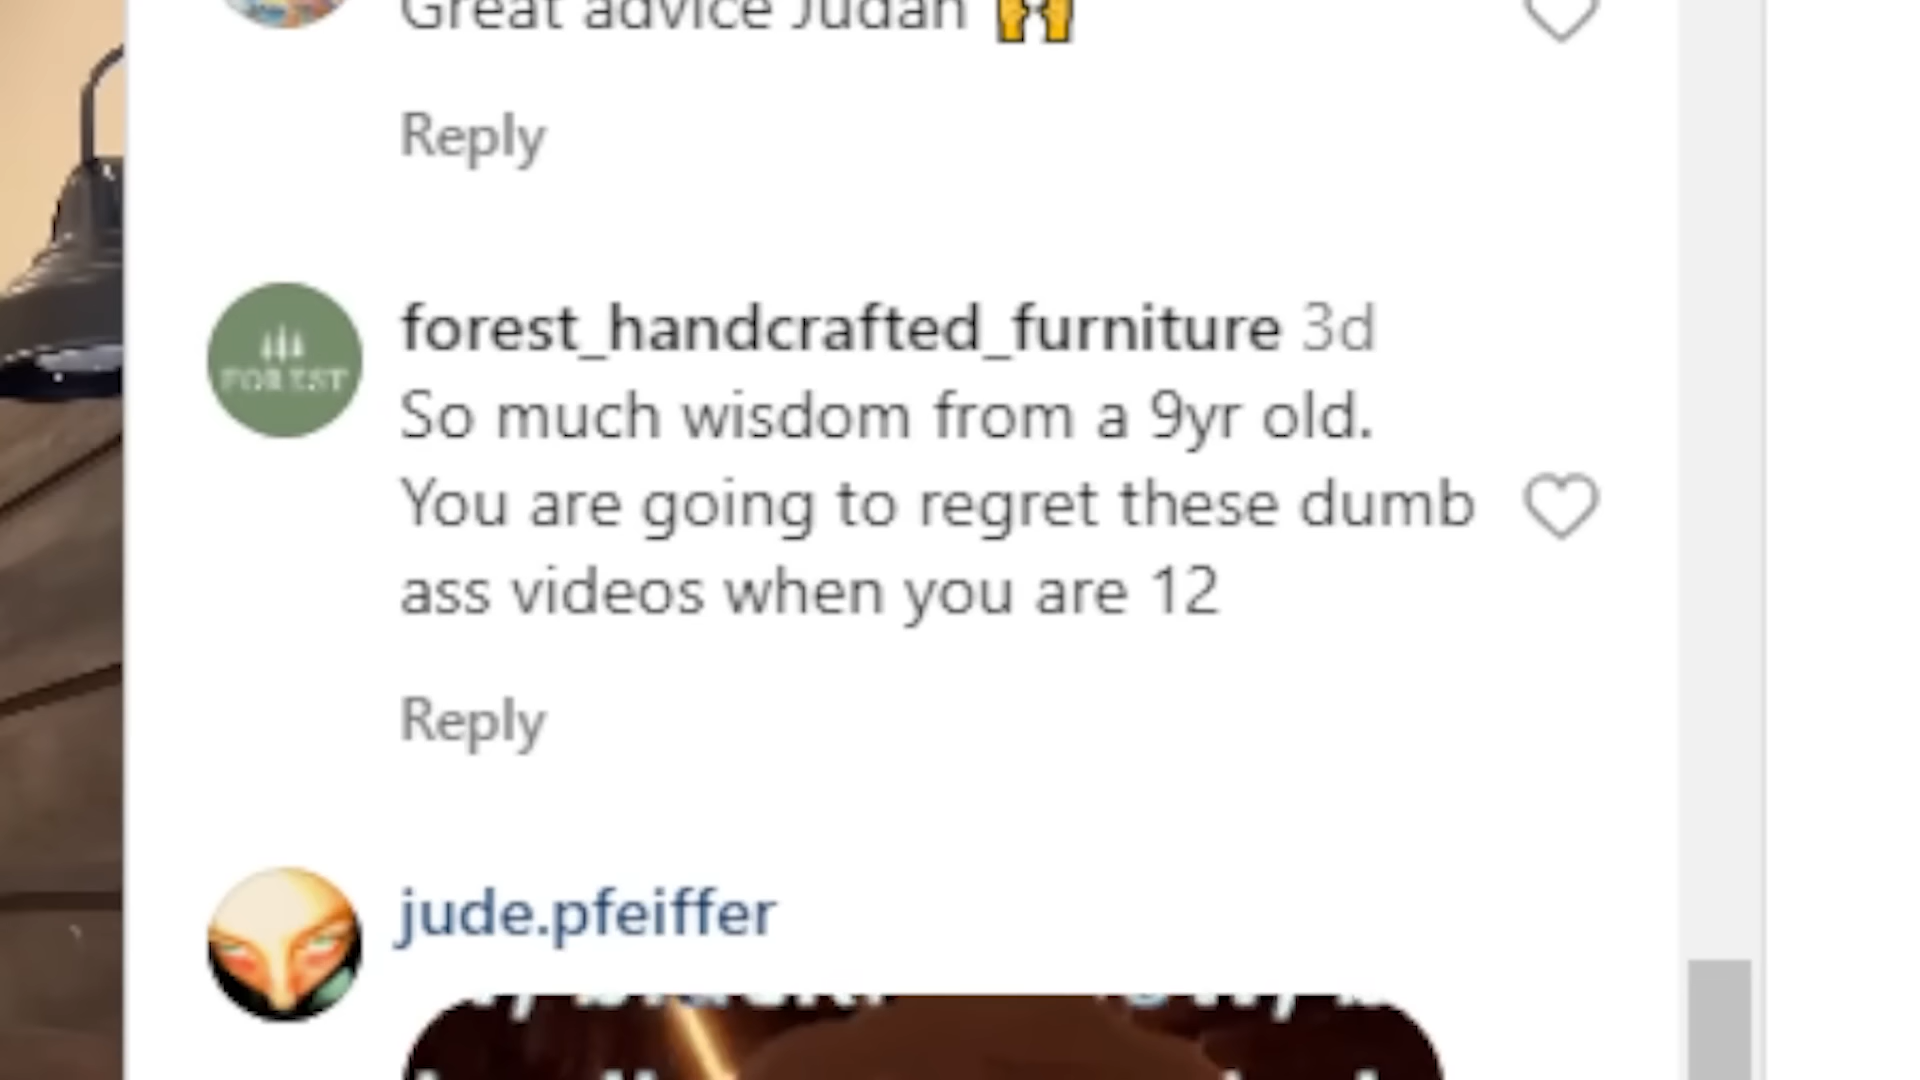 Great advice Judah 🙌
Reply
FOREST
forest_handcrafted_furniture 3d
So much wisdom from a 9yr old.
You are going to regret these dumb
ass videos when you are 12
Reply
jude.pfeiffer